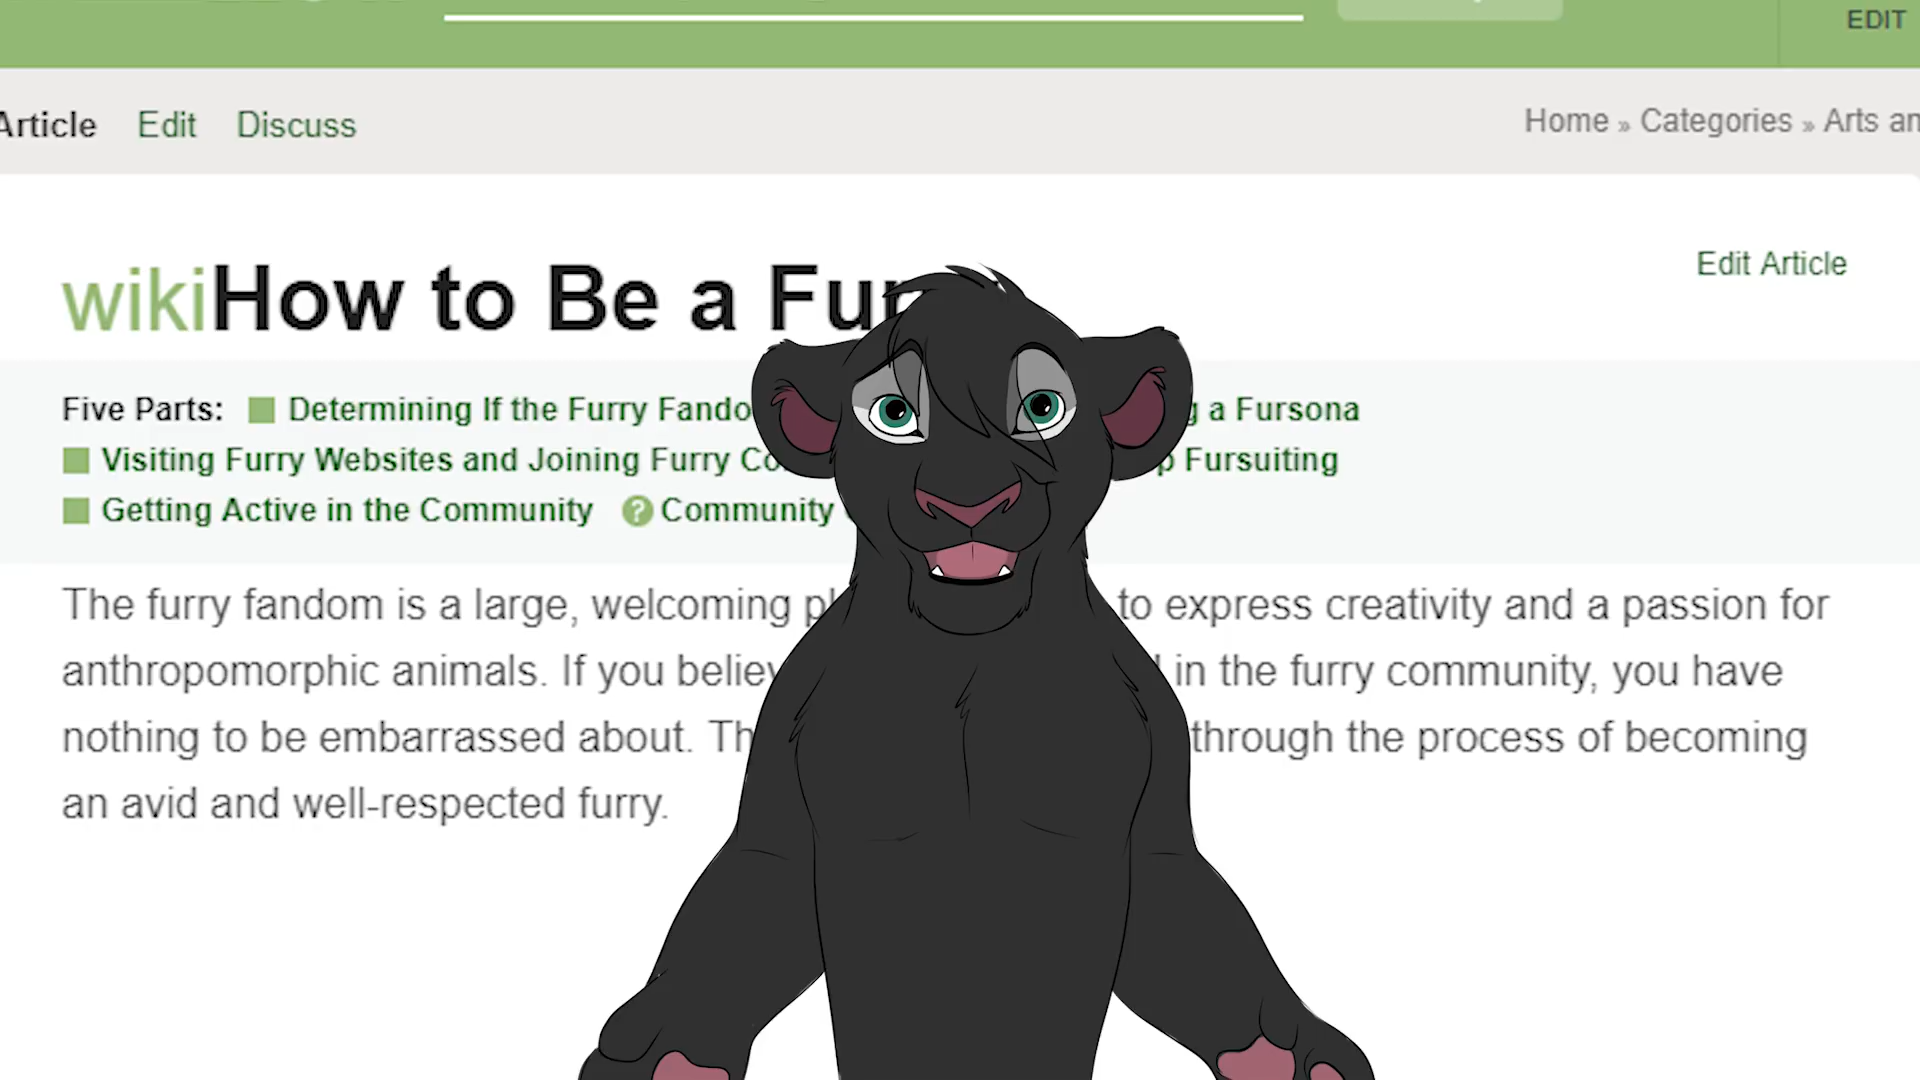 EDIT
Article Edit Discuss
Home » Categories » Arts an
wikiHow to Be a Fur
Edit Article
Five Parts: Determining If the Furry Fando g a Fursona
Visiting Furry Websites and Joining Furry Co p Fursuiting
Getting Active in the Community ? Community
The furry fandom is a large, welcoming pl to express creativity and a passion for
anthropomorphic animals. If you believ in the furry community, you have
nothing to be embarrassed about. Th through the process of becoming
an avid and well-respected furry.